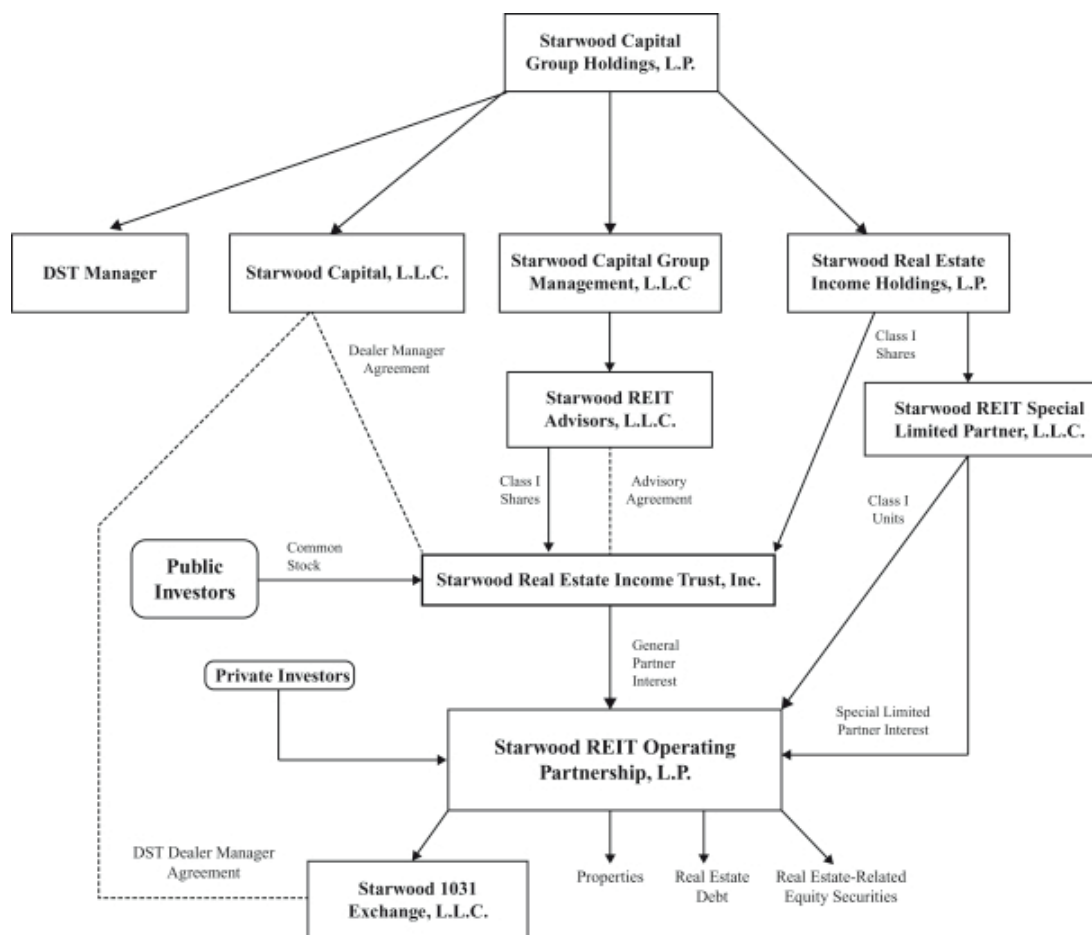 Starwood Capital
Group Holdings, L.P.
DST Manager
Starwood Capital, L.L.C.
Starwood Capital Group
Management, L.L.C
Starwood Real Estate
Income Holdings, L.P.
Dealer Manager
Agreement
Class I
Shares
Starwood REIT
Advisors, L.L.C.
Starwood REIT Special
Limited Partner, L.L.C.
Class I
Shares
Advisory
Agreement
Class I
Units
Public
Investors
Common
Stock
Starwood Real Estate Income Trust, Inc.
General
Partner
Interest
Private Investors
Special Limited
Partner Interest
Starwood REIT Operating
Partnership, L.P.
DST Dealer Manager
Agreement
Starwood 1031
Exchange, L.L.C.
Properties
Real Estate
Debt
Real Estate-Related
Equity Securities